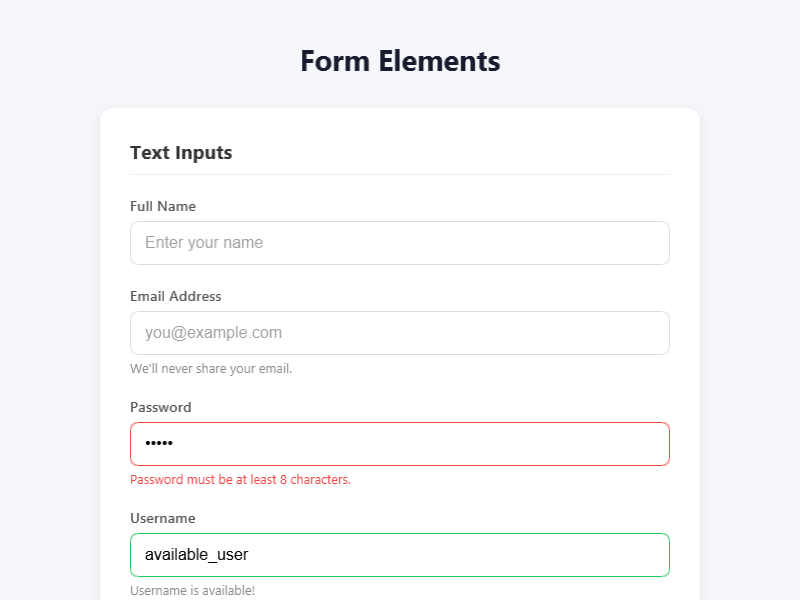 Form Elements
Text Inputs
Full Name
Enter your name
Email Address
you@example.com
We'll never share your email.
Password
•••••
Password must be at least 8 characters.
Username
available_user
Username is available!